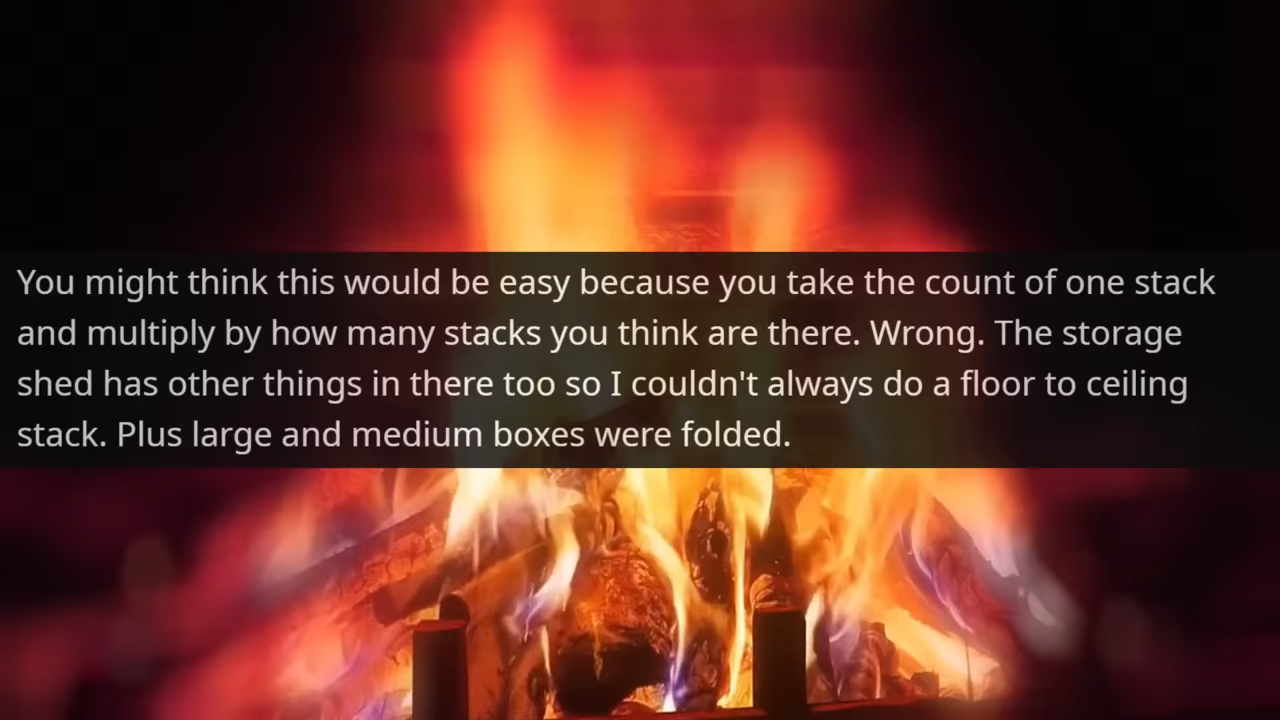 You might think this would be easy because you take the count of one stack
and multiply by how many stacks you think are there. Wrong. The storage
shed has other things in there too so I couldn't always do a floor to ceiling
stack. Plus large and medium boxes were folded.